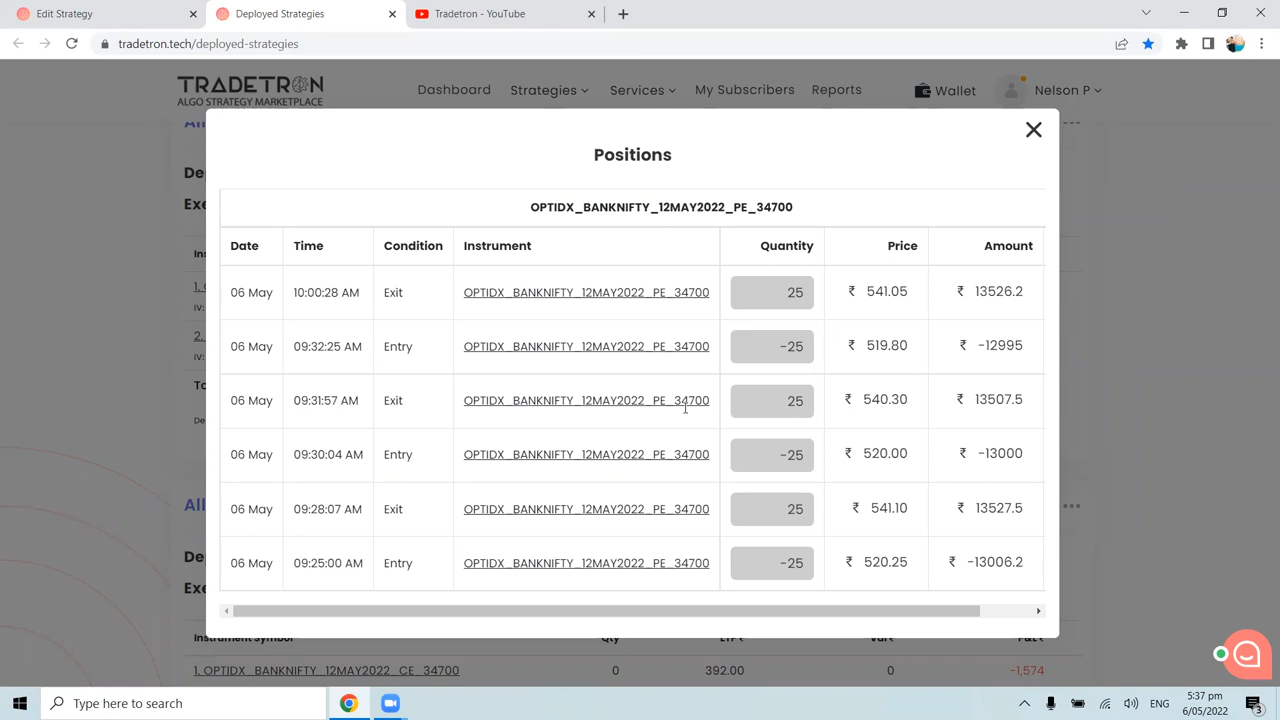 Edit Strategy
Deployed Strategies
Tradetron - YouTube
tradetron.tech/deployed-strategies
TRADETRON
ALGO STRATEGY MARKETPLACE
Dashboard Strategies Services My Subscribers Reports Wallet Nelson P
Positions
OPTIDX_BANKNIFTY_12MAY2022_PE_34700
Date Time Condition Instrument Quantity Price Amount
06 May 10:00:28 AM Exit OPTIDX_BANKNIFTY_12MAY2022_PE_34700 25 ₹ 541.05 ₹ 13526.2
06 May 09:32:25 AM Entry OPTIDX_BANKNIFTY_12MAY2022_PE_34700 -25 ₹ 519.80 ₹ -12995
06 May 09:31:57 AM Exit OPTIDX_BANKNIFTY_12MAY2022_PE_34700 25 ₹ 540.30 ₹ 13507.5
06 May 09:30:04 AM Entry OPTIDX_BANKNIFTY_12MAY2022_PE_34700 -25 ₹ 520.00 ₹ -13000
06 May 09:28:07 AM Exit OPTIDX_BANKNIFTY_12MAY2022_PE_34700 25 ₹ 541.10 ₹ 13527.5
06 May 09:25:00 AM Entry OPTIDX_BANKNIFTY_12MAY2022_PE_34700 -25 ₹ 520.25 ₹ -13006.2
Instrument Symbol Qty LTP₹ Val₹ P&L₹
1. OPTIDX_BANKNIFTY_12MAY2022_CE_34700 0 392.00 0 -1,574
Type here to search
ENG
5:37 pm
6/05/2022
3